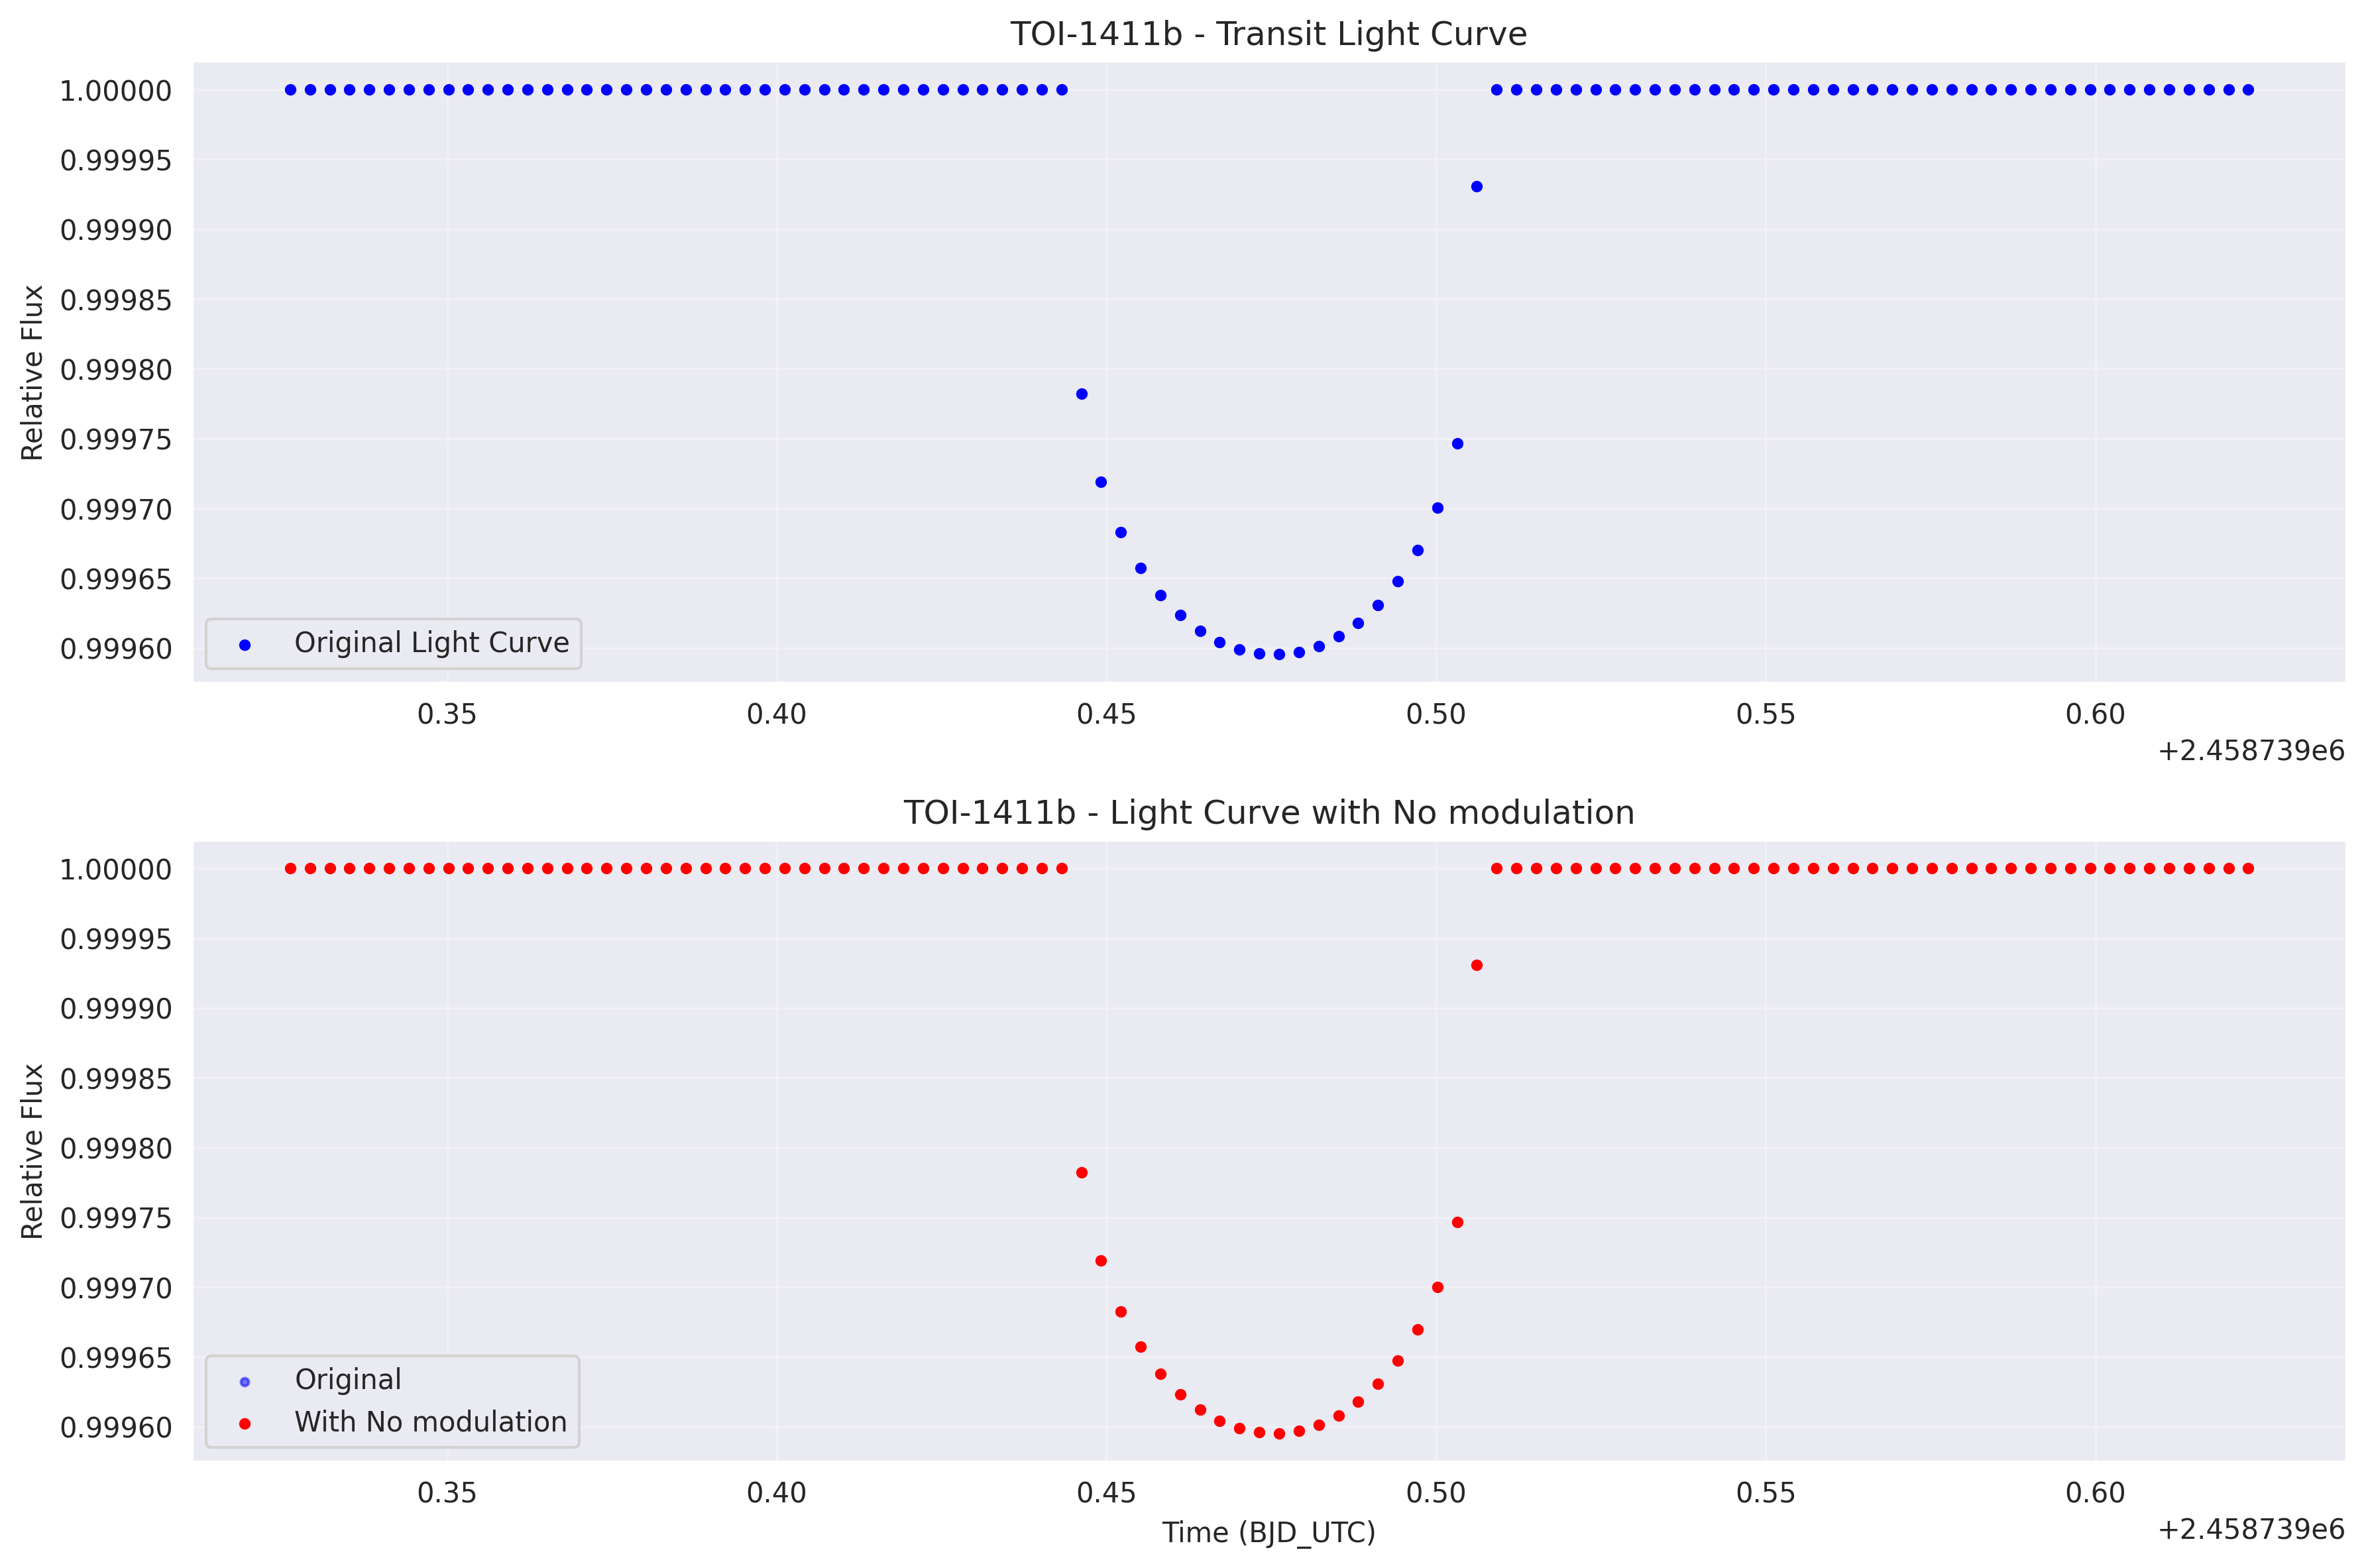 TOI-1411b - Transit Light Curve
Relative Flux
1.00000
0.99995
0.99990
0.99985
0.99980
0.99975
0.99970
0.99965
0.99960
Original Light Curve
0.35 0.40 0.45 0.50 0.55 0.60
+2.458739e6
TOI-1411b - Light Curve with No modulation
Relative Flux
1.00000
0.99995
0.99990
0.99985
0.99980
0.99975
0.99970
0.99965
0.99960
Original
With No modulation
0.35 0.40 0.45 0.50 0.55 0.60
Time (BJD_UTC)
+2.458739e6